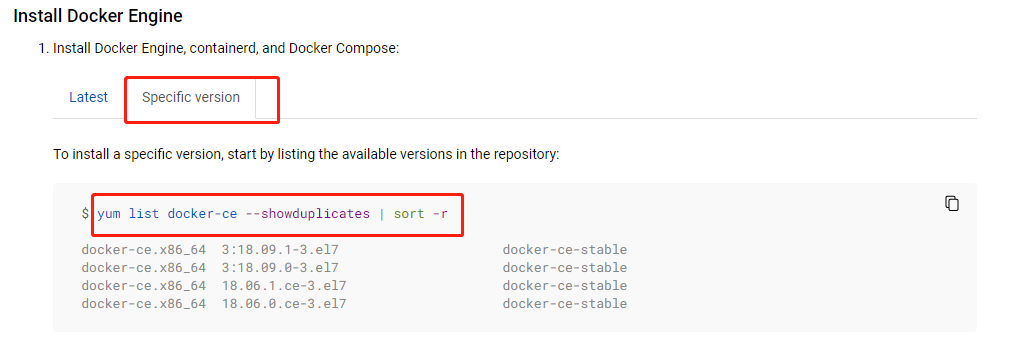 Install Docker Engine
1. Install Docker Engine, containerd, and Docker Compose:
Latest Specific version
To install a specific version, start by listing the available versions in the repository:
$ yum list docker-ce --showduplicates | sort -r
docker-ce.x86_64  3:18.09.1-3.el7                     docker-ce-stable
docker-ce.x86_64  3:18.09.0-3.el7                     docker-ce-stable
docker-ce.x86_64  18.06.1.ce-3.el7                    docker-ce-stable
docker-ce.x86_64  18.06.0.ce-3.el7                    docker-ce-stable